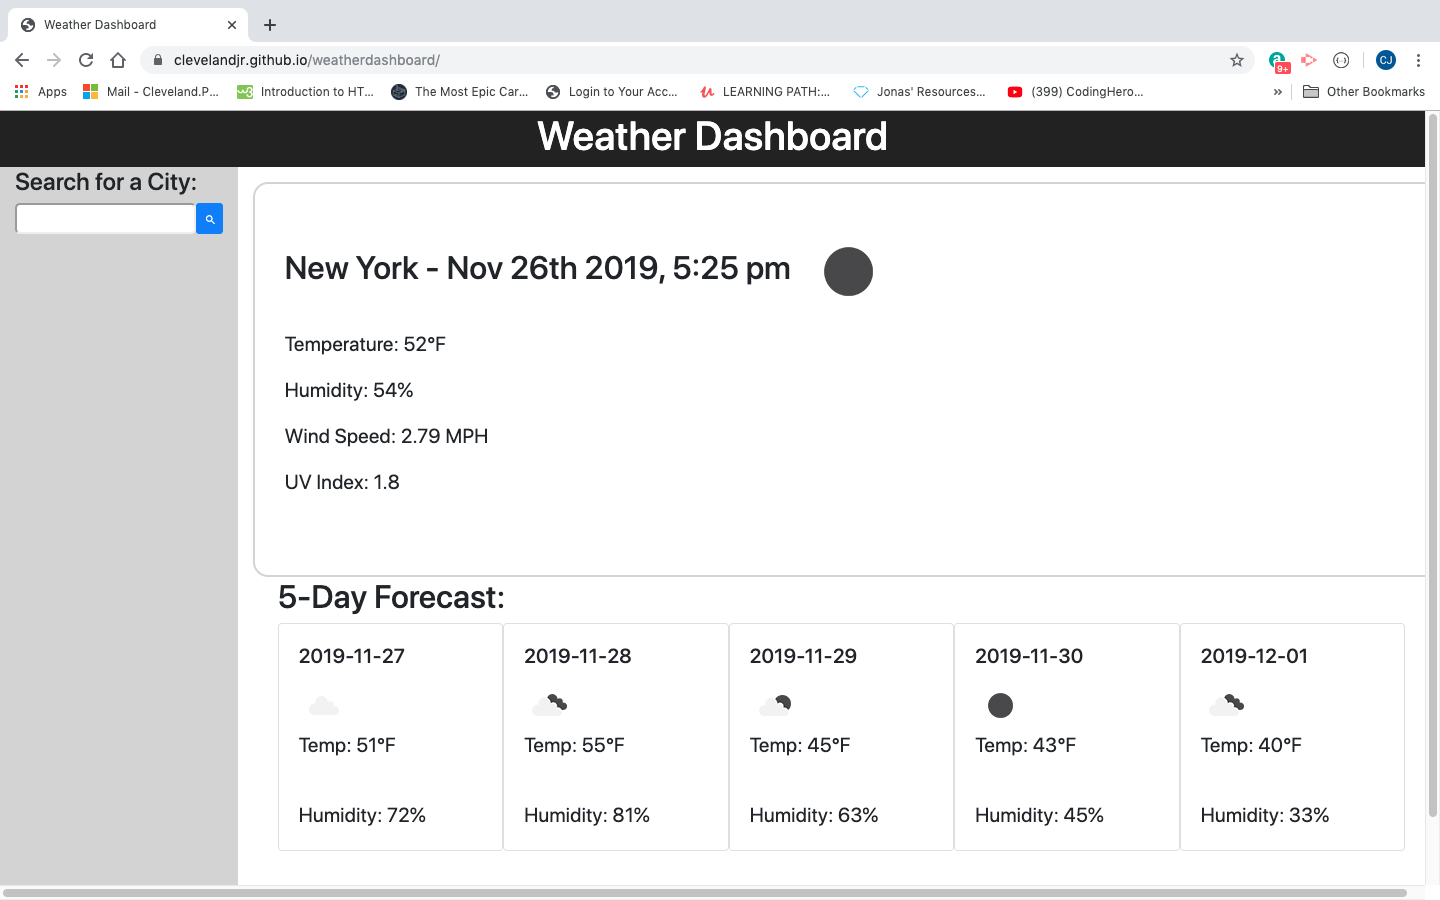 Weather Dashboard
clevelandjr.github.io/weatherdashboard/
9+
CJ
Apps
Mail - Cleveland.P...
Introduction to HT...
The Most Epic Car...
Login to Your Acc...
LEARNING PATH:...
Jonas' Resources...
(399) CodingHero...
»
Other Bookmarks
Weather Dashboard
Search for a City:
New York - Nov 26th 2019, 5:25 pm
Temperature: 52°F
Humidity: 54%
Wind Speed: 2.79 MPH
UV Index: 1.8
5-Day Forecast:
2019-11-27
Temp: 51°F
Humidity: 72%
2019-11-28
Temp: 55°F
Humidity: 81%
2019-11-29
Temp: 45°F
Humidity: 63%
2019-11-30
Temp: 43°F
Humidity: 45%
2019-12-01
Temp: 40°F
Humidity: 33%